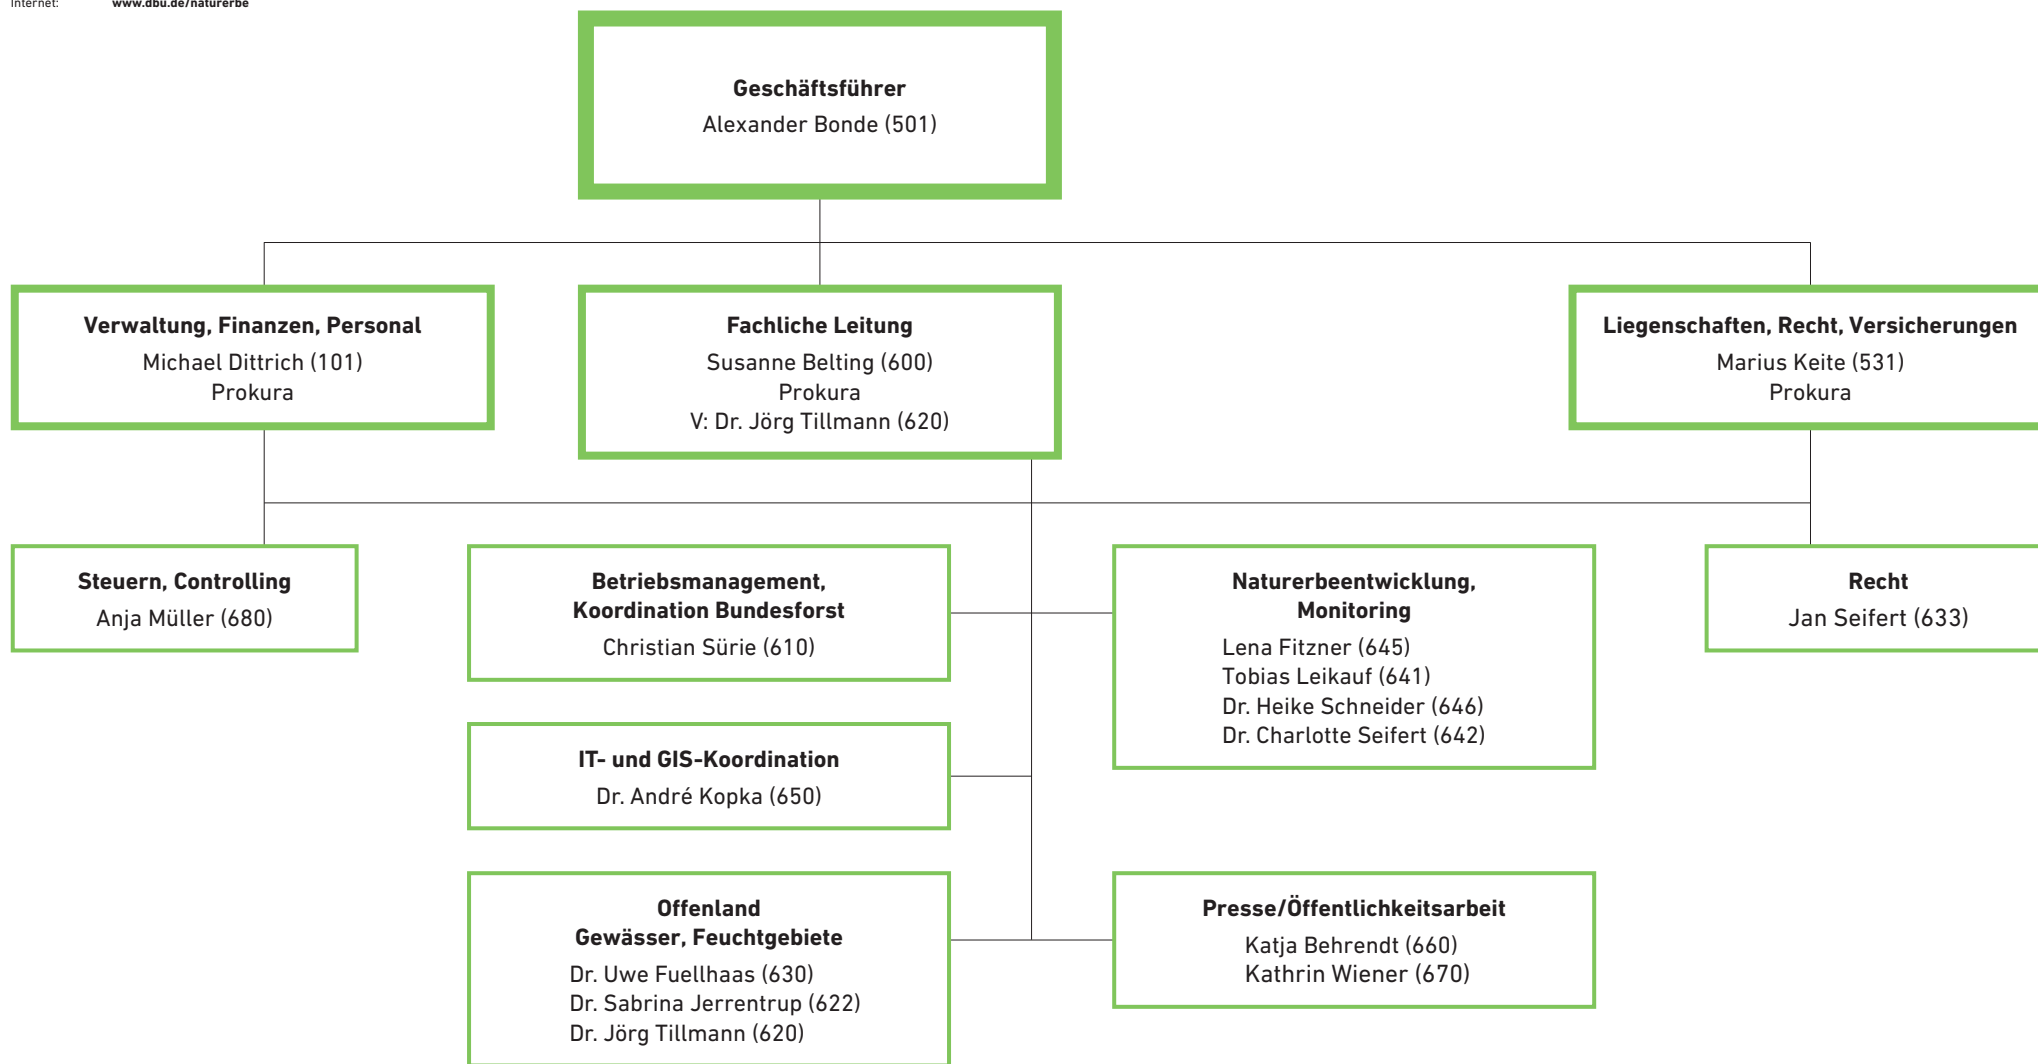 Internet: www.dbu.de/naturerbe
Geschäftsführer
Alexander Bonde (501)
Verwaltung, Finanzen, Personal
Michael Dittrich (101)
Prokura
Fachliche Leitung
Susanne Belting (600)
Prokura
V: Dr. Jörg Tillmann (620)
Liegenschaften, Recht, Versicherungen
Marius Keite (531)
Prokura
Steuern, Controlling
Anja Müller (680)
Betriebsmanagement,
Koordination Bundesforst
Christian Sürie (610)
Naturerbeentwicklung,
Monitoring
Lena Fitzner (645)
Tobias Leikauf (641)
Dr. Heike Schneider (646)
Dr. Charlotte Seifert (642)
Recht
Jan Seifert (633)
IT- und GIS-Koordination
Dr. André Kopka (650)
Offenland
Gewässer, Feuchtgebiete
Dr. Uwe Fuellhaas (630)
Dr. Sabrina Jerrentrup (622)
Dr. Jörg Tillmann (620)
Presse/Öffentlichkeitsarbeit
Katja Behrendt (660)
Kathrin Wiener (670)